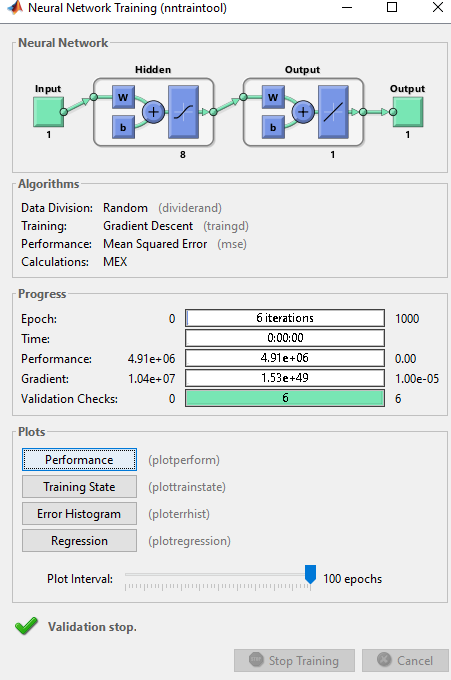 Neural Network Training (nntraintool)
Neural Network
Hidden
Output
Input
Output
W
b
+
W
b
+
1
8
1
1
Algorithms
Data Division: Random (dividerand)
Training: Gradient Descent (traingd)
Performance: Mean Squared Error (mse)
Calculations: MEX
Progress
Epoch: 0 6 iterations 1000
Time: 0:00:00
Performance: 4.91e+06 4.91e+06 0.00
Gradient: 1.04e+07 1.53e+49 1.00e-05
Validation Checks: 0 6 6
Plots
Performance (plotperform)
Training State (plottrainstate)
Error Histogram (ploterrhist)
Regression (plotregression)
Plot Interval: 100 epochs
Validation stop.
Stop Training Cancel